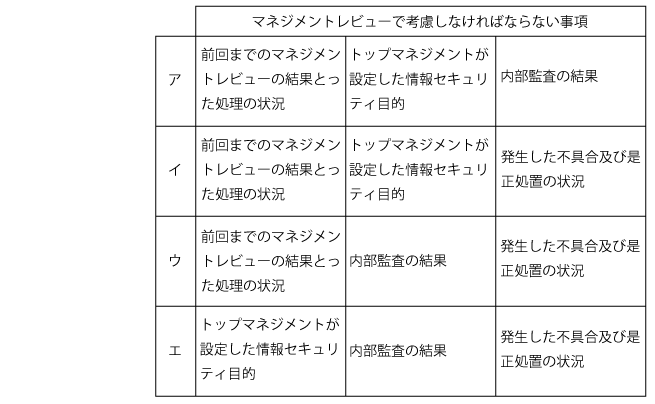 マネジメントレビューで考慮しなければならない事項
ア
前回までのマネジメン
トレビューの結果とっ
た処理の状況
トップマネジメントが
設定した情報セキュリ
ティ目的
内部監査の結果
イ
前回までのマネジメン
トレビューの結果とっ
た処理の状況
トップマネジメントが
設定した情報セキュリ
ティ目的
発生した不具合及び是
正処置の状況
ウ
前回までのマネジメン
トレビューの結果とっ
た処理の状況
内部監査の結果
発生した不具合及び是
正処置の状況
エ
トップマネジメントが
設定した情報セキュリ
ティ目的
内部監査の結果
発生した不具合及び是
正処置の状況